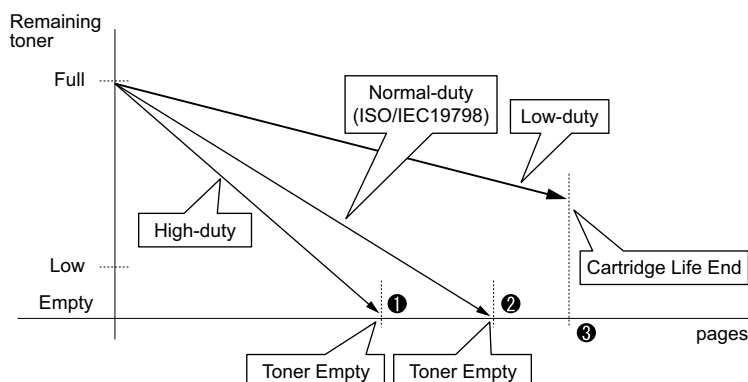 Remaining
toner
Full
Normal-duty
(ISO/IEC19798)
Low-duty
High-duty
Low
Cartridge Life End
Empty
❶
❷
❸
pages
Toner Empty
Toner Empty